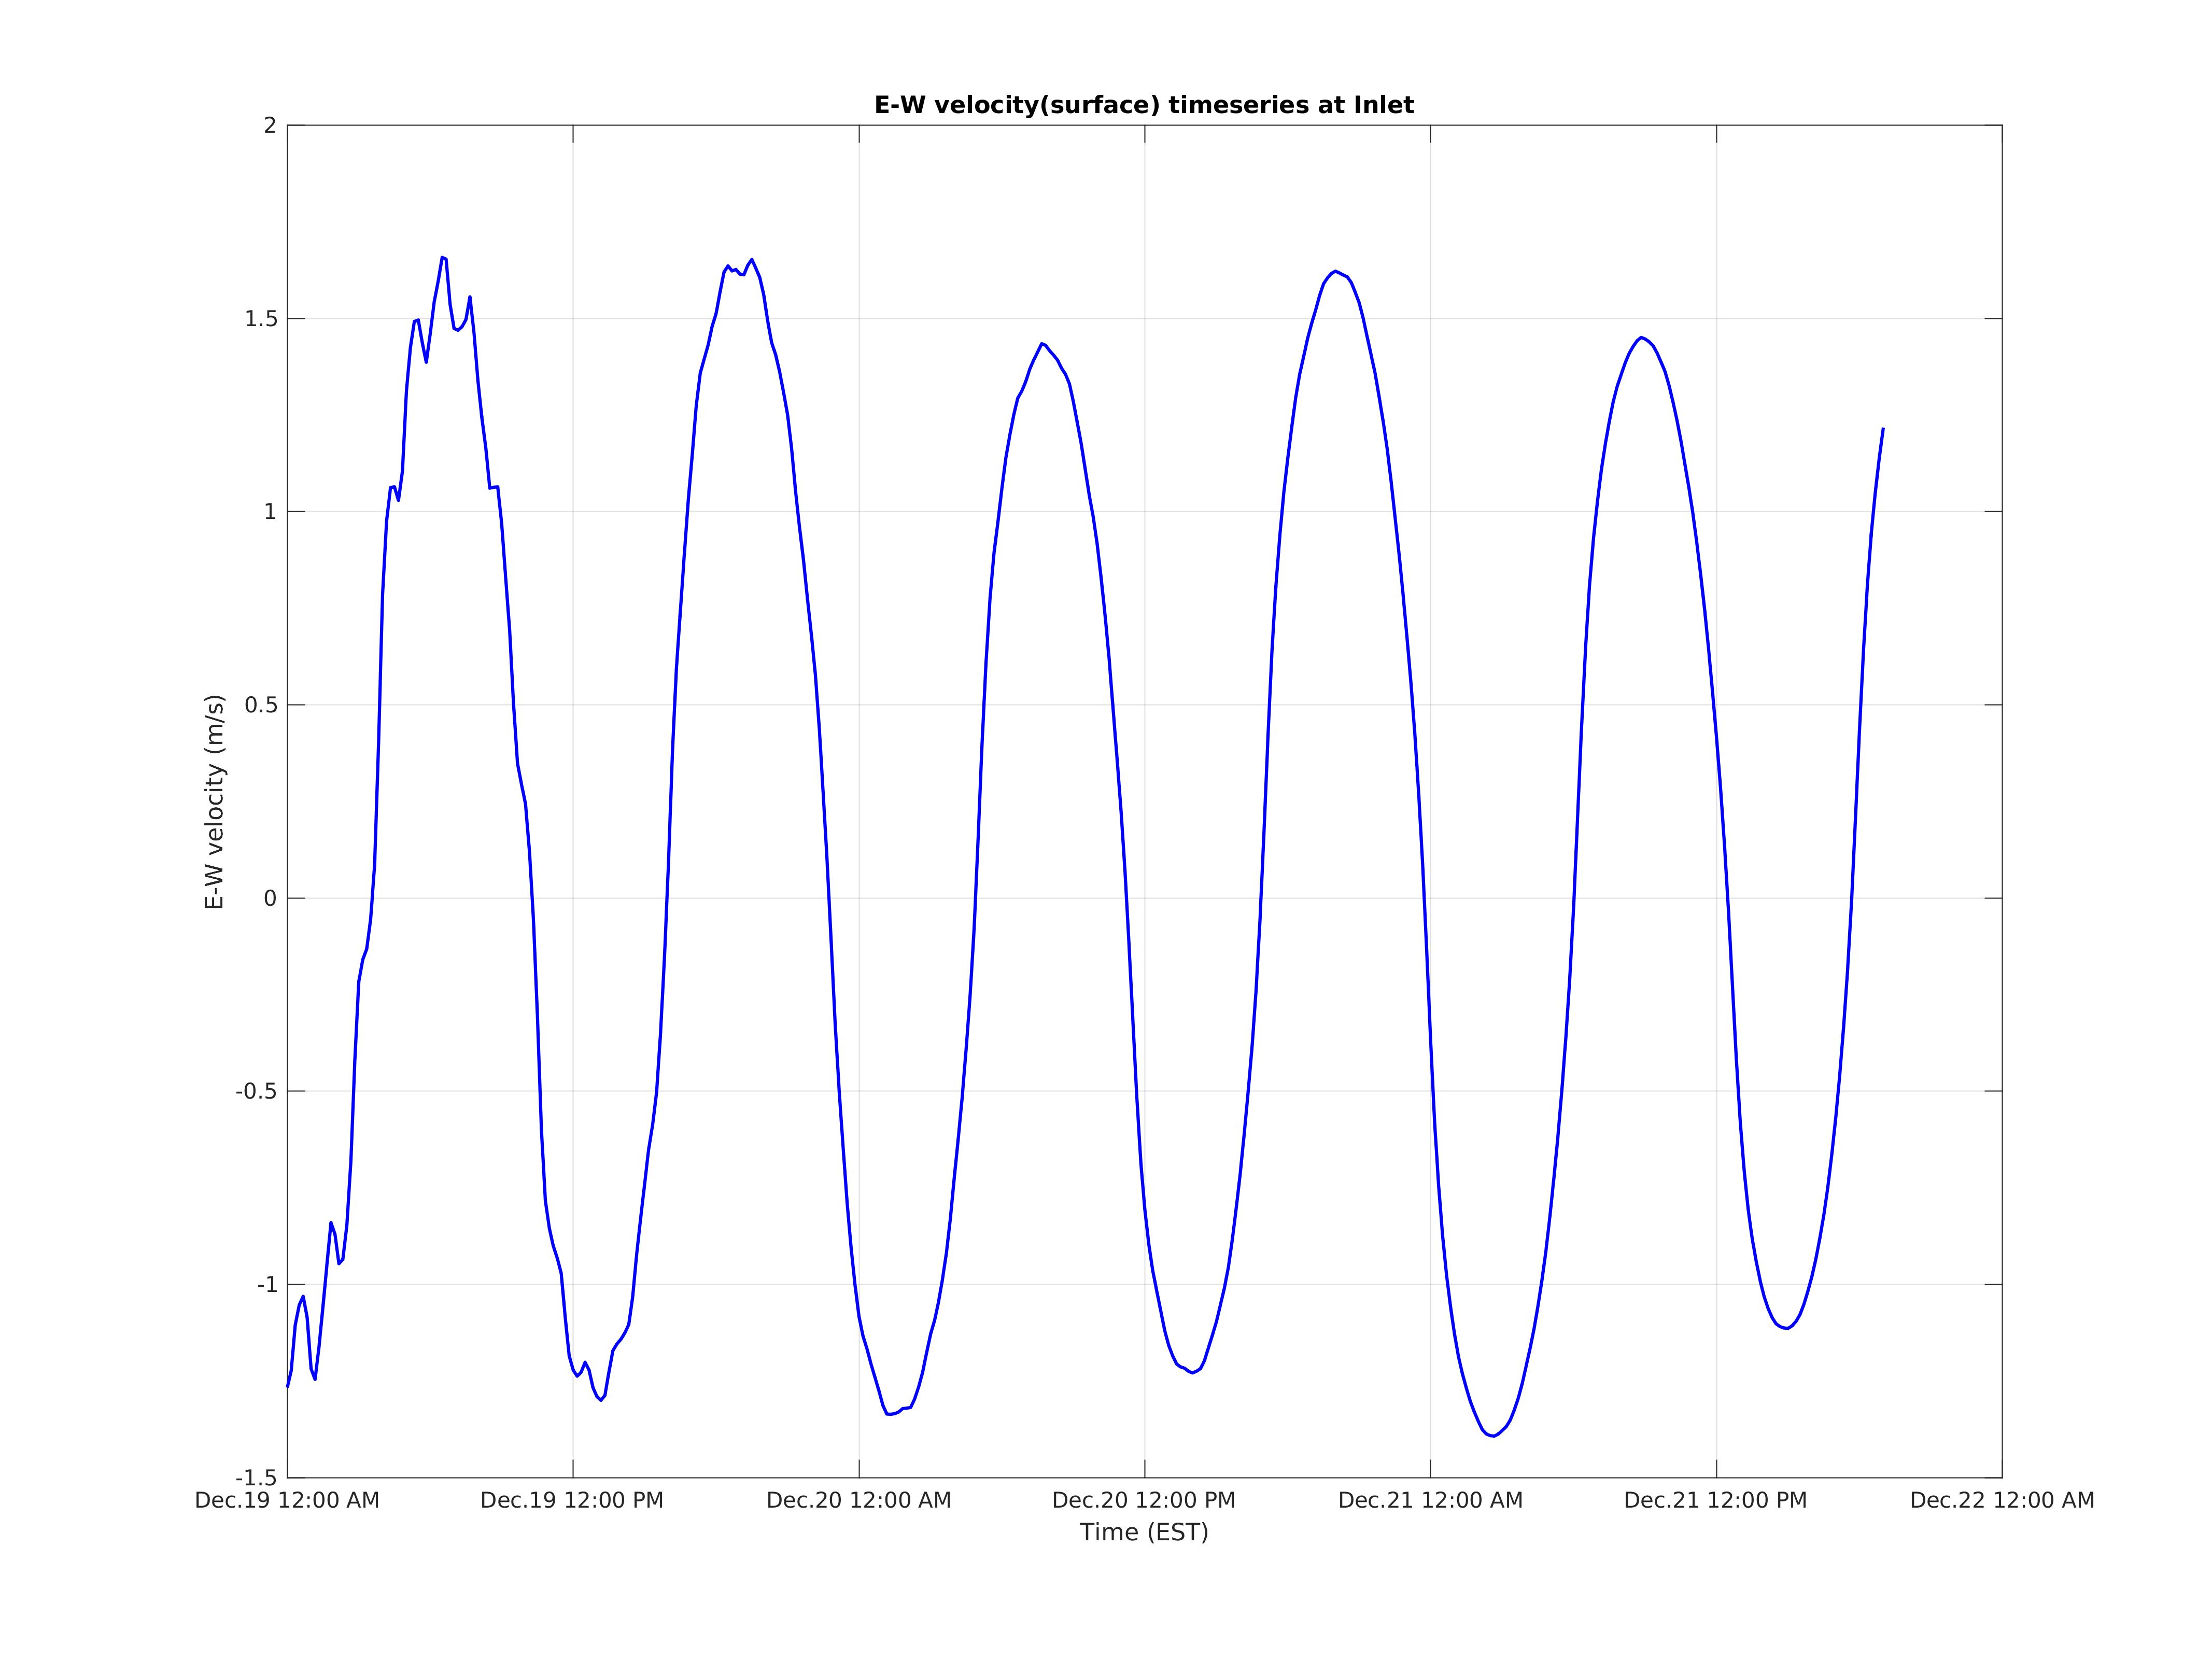 E-W velocity(surface) timeseries at Inlet
2
1.5
1
0.5
0
-0.5
-1
-1.5
E-W velocity (m/s)
Dec.19 12:00 AM Dec.19 12:00 PM Dec.20 12:00 AM Dec.20 12:00 PM Dec.21 12:00 AM Dec.21 12:00 PM Dec.22 12:00 AM
Time (EST)